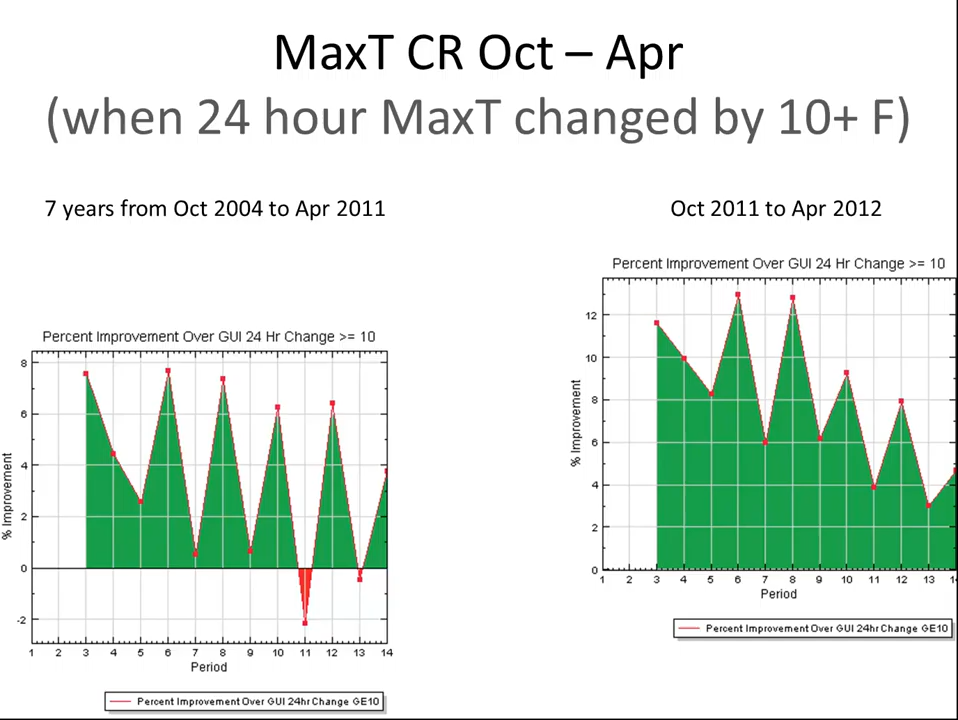 MaxT CR Oct – Apr
(when 24 hour MaxT changed by 10+ F)
7 years from Oct 2004 to Apr 2011
Percent Improvement Over GUI 24 Hr Change >= 10
8
6
4
2
0
-2
% Improvement
1 2 3 4 5 6 7 8 9 10 11 12 13 14
Period
Percent Improvement Over GUI 24hr Change GE10
Oct 2011 to Apr 2012
Percent Improvement Over GUI 24 Hr Change >= 10
12
10
8
6
4
2
0
% Improvement
1 2 3 4 5 6 7 8 9 10 11 12 13 1
Period
Percent Improvement Over GUI 24hr Change GE10